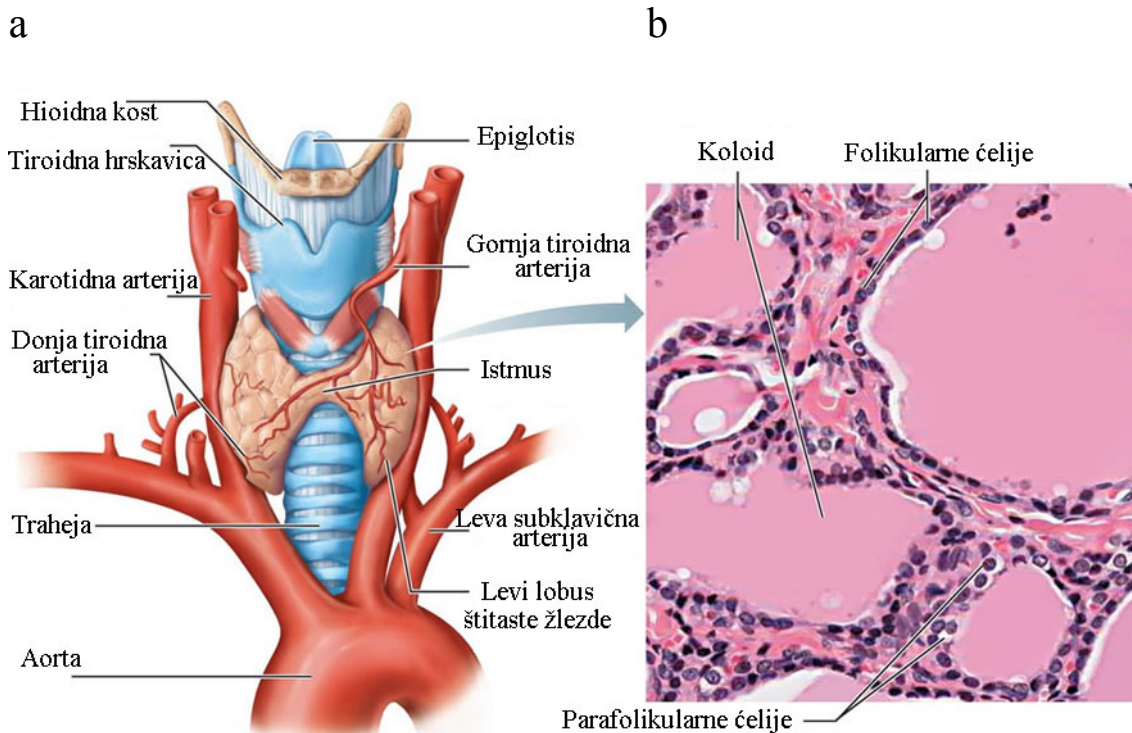 a
b
Hioidna kost
Tiroidna hrskavica
Karotidna arterija
Donja tiroidna
arterija
Traheja
Aorta
Epiglotis
Gornja tiroidna
arterija
Istmus
Leva subklavična
arterija
Levi lobus
štitaste žlezde
Koloid
Folikularne ćelije
Parafolikularne ćelije